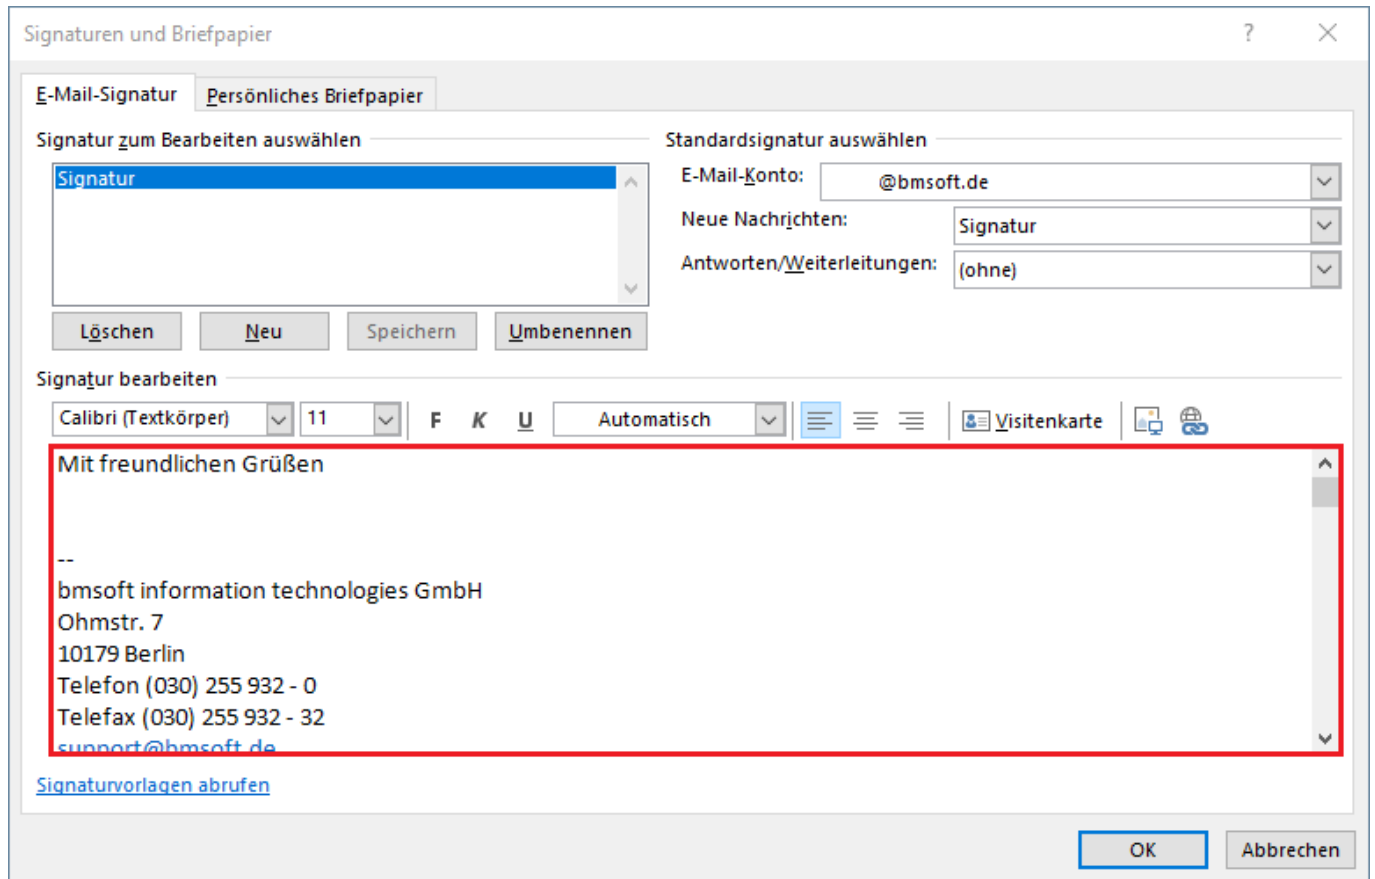 Signaturen und Briefpapier ?
E-Mail-Signatur Persönliches Briefpapier
Signatur zum Bearbeiten auswählen
Signatur
Löschen Neu Speichern Umbenennen
Standardsignatur auswählen
E-Mail-Konto: @bmsoft.de
Neue Nachrichten: Signatur
Antworten/Weiterleitungen: (ohne)
Signatur bearbeiten
Calibri (Textkörper) 11 F K U Automatisch Visitenkarte
Mit freundlichen Grüßen
--
bmsoft information technologies GmbH
Ohmstr. 7
10179 Berlin
Telefon (030) 255 932 - 0
Telefax (030) 255 932 - 32
support@bmsoft.de
Signaturvorlagen abrufen
OK Abbrechen